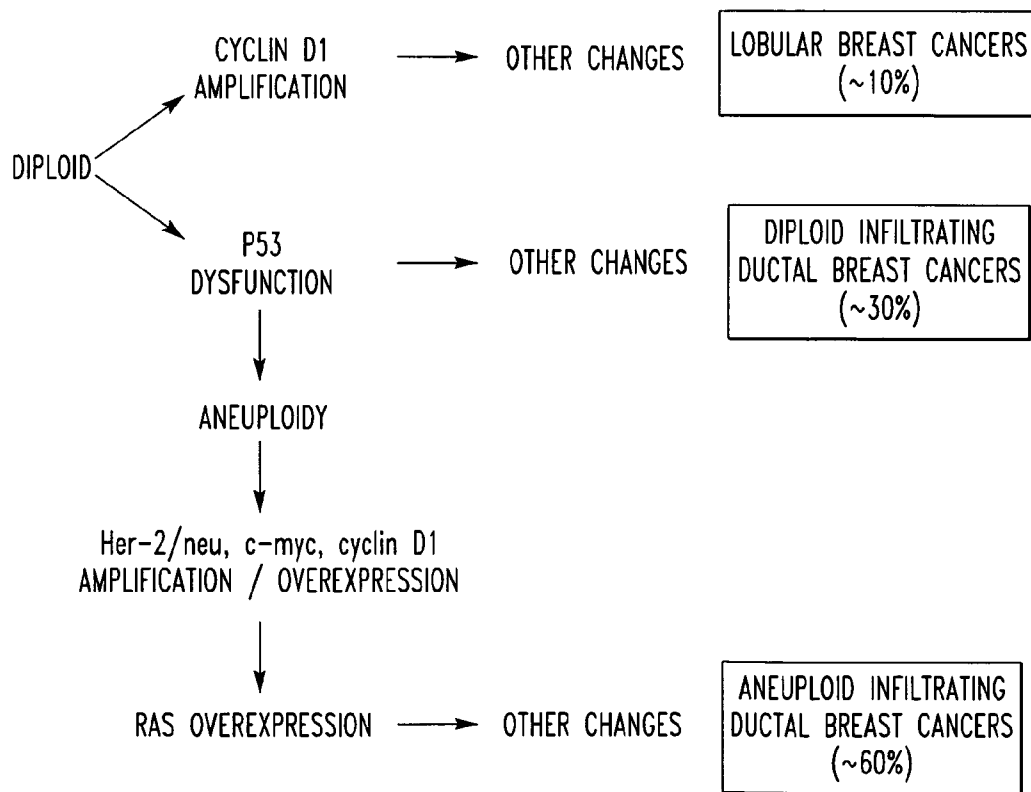 CYCLIN D1
AMPLIFICATION
OTHER CHANGES
LOBULAR BREAST CANCERS
(~10%)
DIPLOID
P53
DYSFUNCTION
OTHER CHANGES
DIPLOID INFILTRATING
DUCTAL BREAST CANCERS
(~30%)
ANEUPLOIDY
Her-2/neu, c-myc, cyclin D1
AMPLIFICATION / OVEREXPRESSION
RAS OVEREXPRESSION
OTHER CHANGES
ANEUPLOID INFILTRATING
DUCTAL BREAST CANCERS
(~60%)